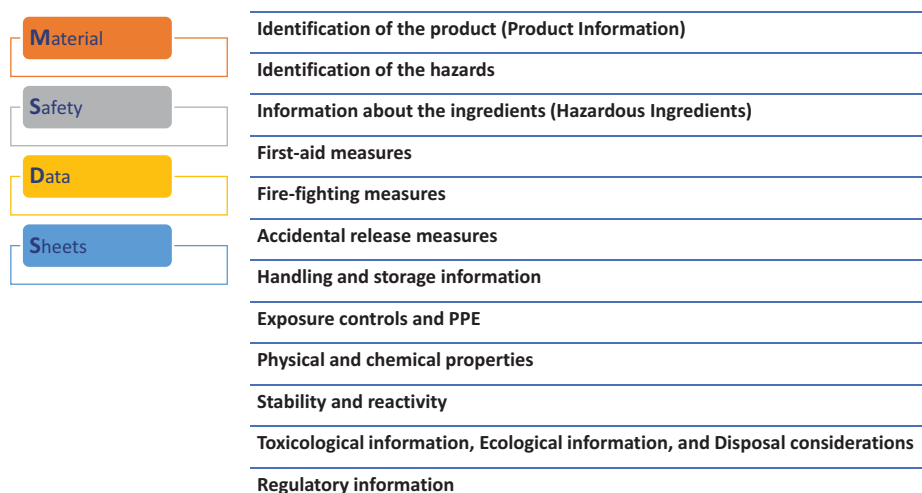 Material
Safety
Data
Sheets
Identification of the product (Product Information)
Identification of the hazards
Information about the ingredients (Hazardous Ingredients)
First-aid measures
Fire-fighting measures
Accidental release measures
Handling and storage information
Exposure controls and PPE
Physical and chemical properties
Stability and reactivity
Toxicological information, Ecological information, and Disposal considerations
Regulatory information